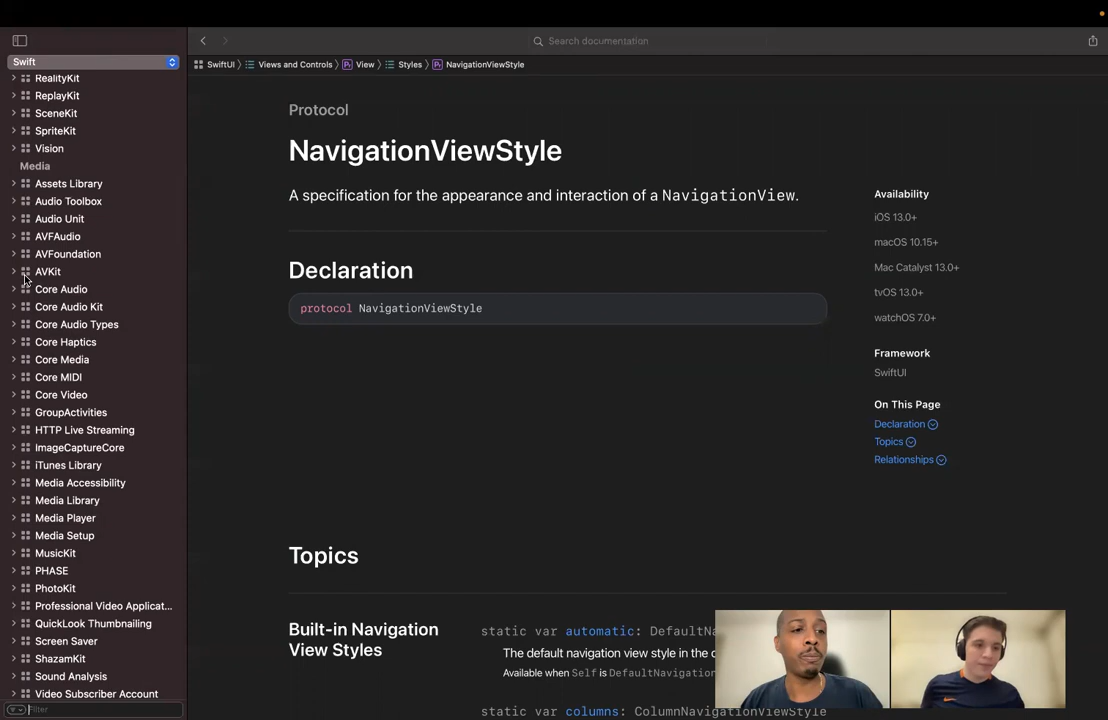 Swift
RealityKit
ReplayKit
SceneKit
SpriteKit
Vision
Media
Assets Library
Audio Toolbox
Audio Unit
AVFAudio
AVFoundation
AVKit
Core Audio
Core Audio Kit
Core Audio Types
Core Haptics
Core Media
Core MIDI
Core Video
GroupActivities
HTTP Live Streaming
ImageCaptureCore
iTunes Library
Media Accessibility
Media Library
Media Player
Media Setup
MusicKit
PHASE
PhotoKit
Professional Video Applicat...
QuickLook Thumbnailing
Screen Saver
ShazamKit
Sound Analysis
Video Subscriber Account
Filter
Search documentation
SwiftUI Views and Controls Pr View Styles Pr NavigationViewStyle
Protocol
NavigationViewStyle
A specification for the appearance and interaction of a NavigationView.
Declaration
protocol NavigationViewStyle
Topics
Built-in Navigation
View Styles
static var automatic: DefaultNa
The default navigation view style in the c
Available when Self is DefaultNavigation
static var columns: ColumnNavigationViewStyle
Availability
iOS 13.0+
macOS 10.15+
Mac Catalyst 13.0+
tvOS 13.0+
watchOS 7.0+
Framework
SwiftUI
On This Page
Declaration
Topics
Relationships